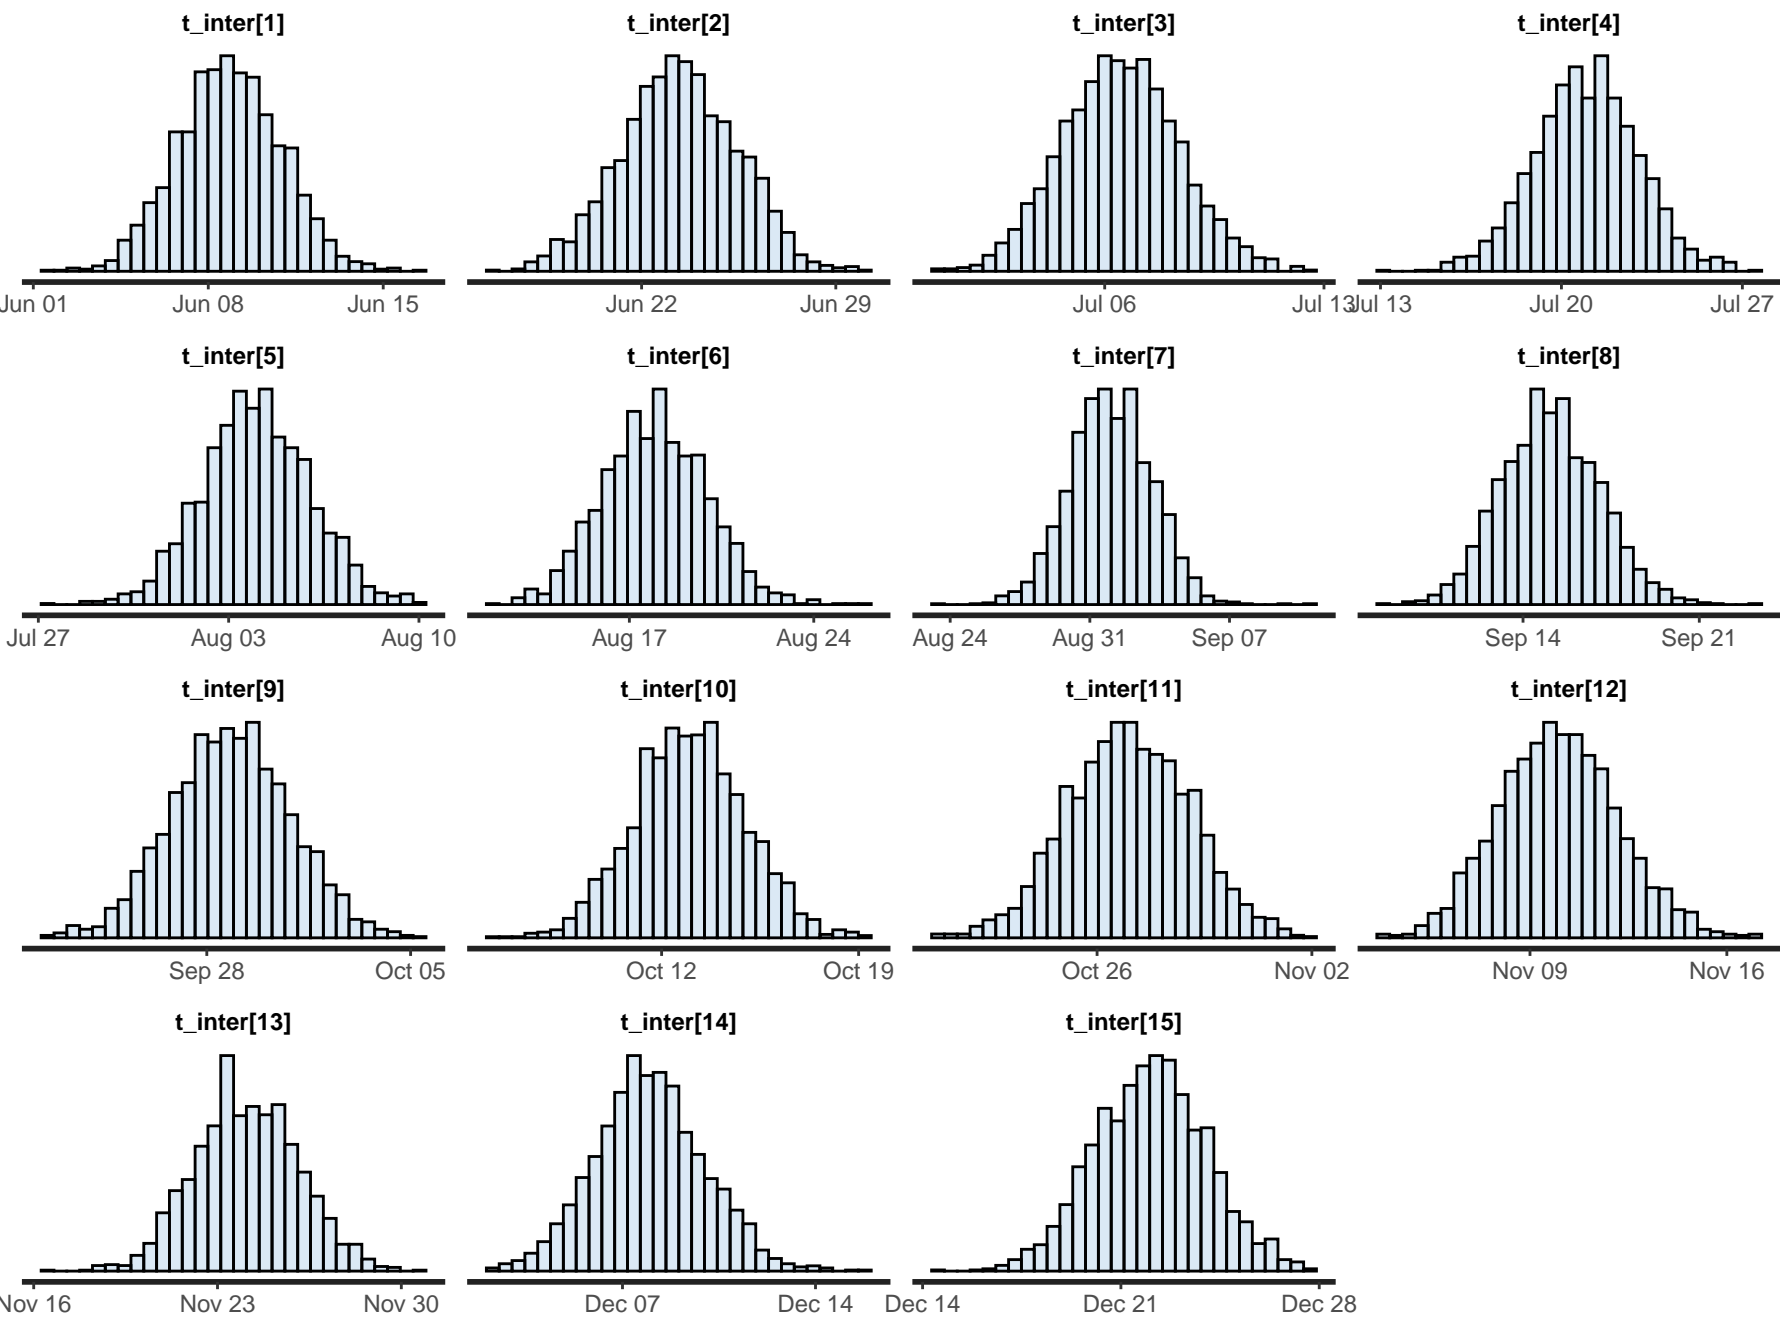 t_inter[1] t_inter[2] t_inter[3] t_inter[4]
Jun 01 Jun 08 Jun 15 Jun 22 Jun 29 Jul 06 Jul 13 Jul 13 Jul 20 Jul 27
t_inter[5] t_inter[6] t_inter[7] t_inter[8]
Jul 27 Aug 03 Aug 10 Aug 17 Aug 24 Aug 24 Aug 31 Sep 07 Sep 14 Sep 21
t_inter[9] t_inter[10] t_inter[11] t_inter[12]
Sep 28 Oct 05 Oct 12 Oct 19 Oct 26 Nov 02 Nov 09 Nov 16
t_inter[13] t_inter[14] t_inter[15]
Nov 16 Nov 23 Nov 30 Dec 07 Dec 14 Dec 14 Dec 21 Dec 28